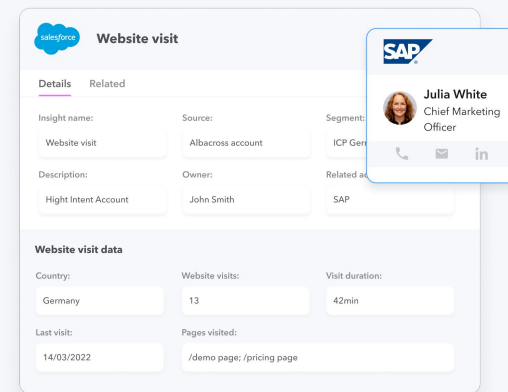 salesforce
Website visit
SAP
Julia White
Chief Marketing
Officer
in
Details Related
Insight name: Source: Segment:
Website visit Albacross account ICP
Description: Owner: Related
Hight Intent Account John Smith SAP
Website visit data
Country: Website visits: Visit duration:
Germany 13 42min
Last visit: Pages visited:
14/03/2022 /demo page; /pricing page